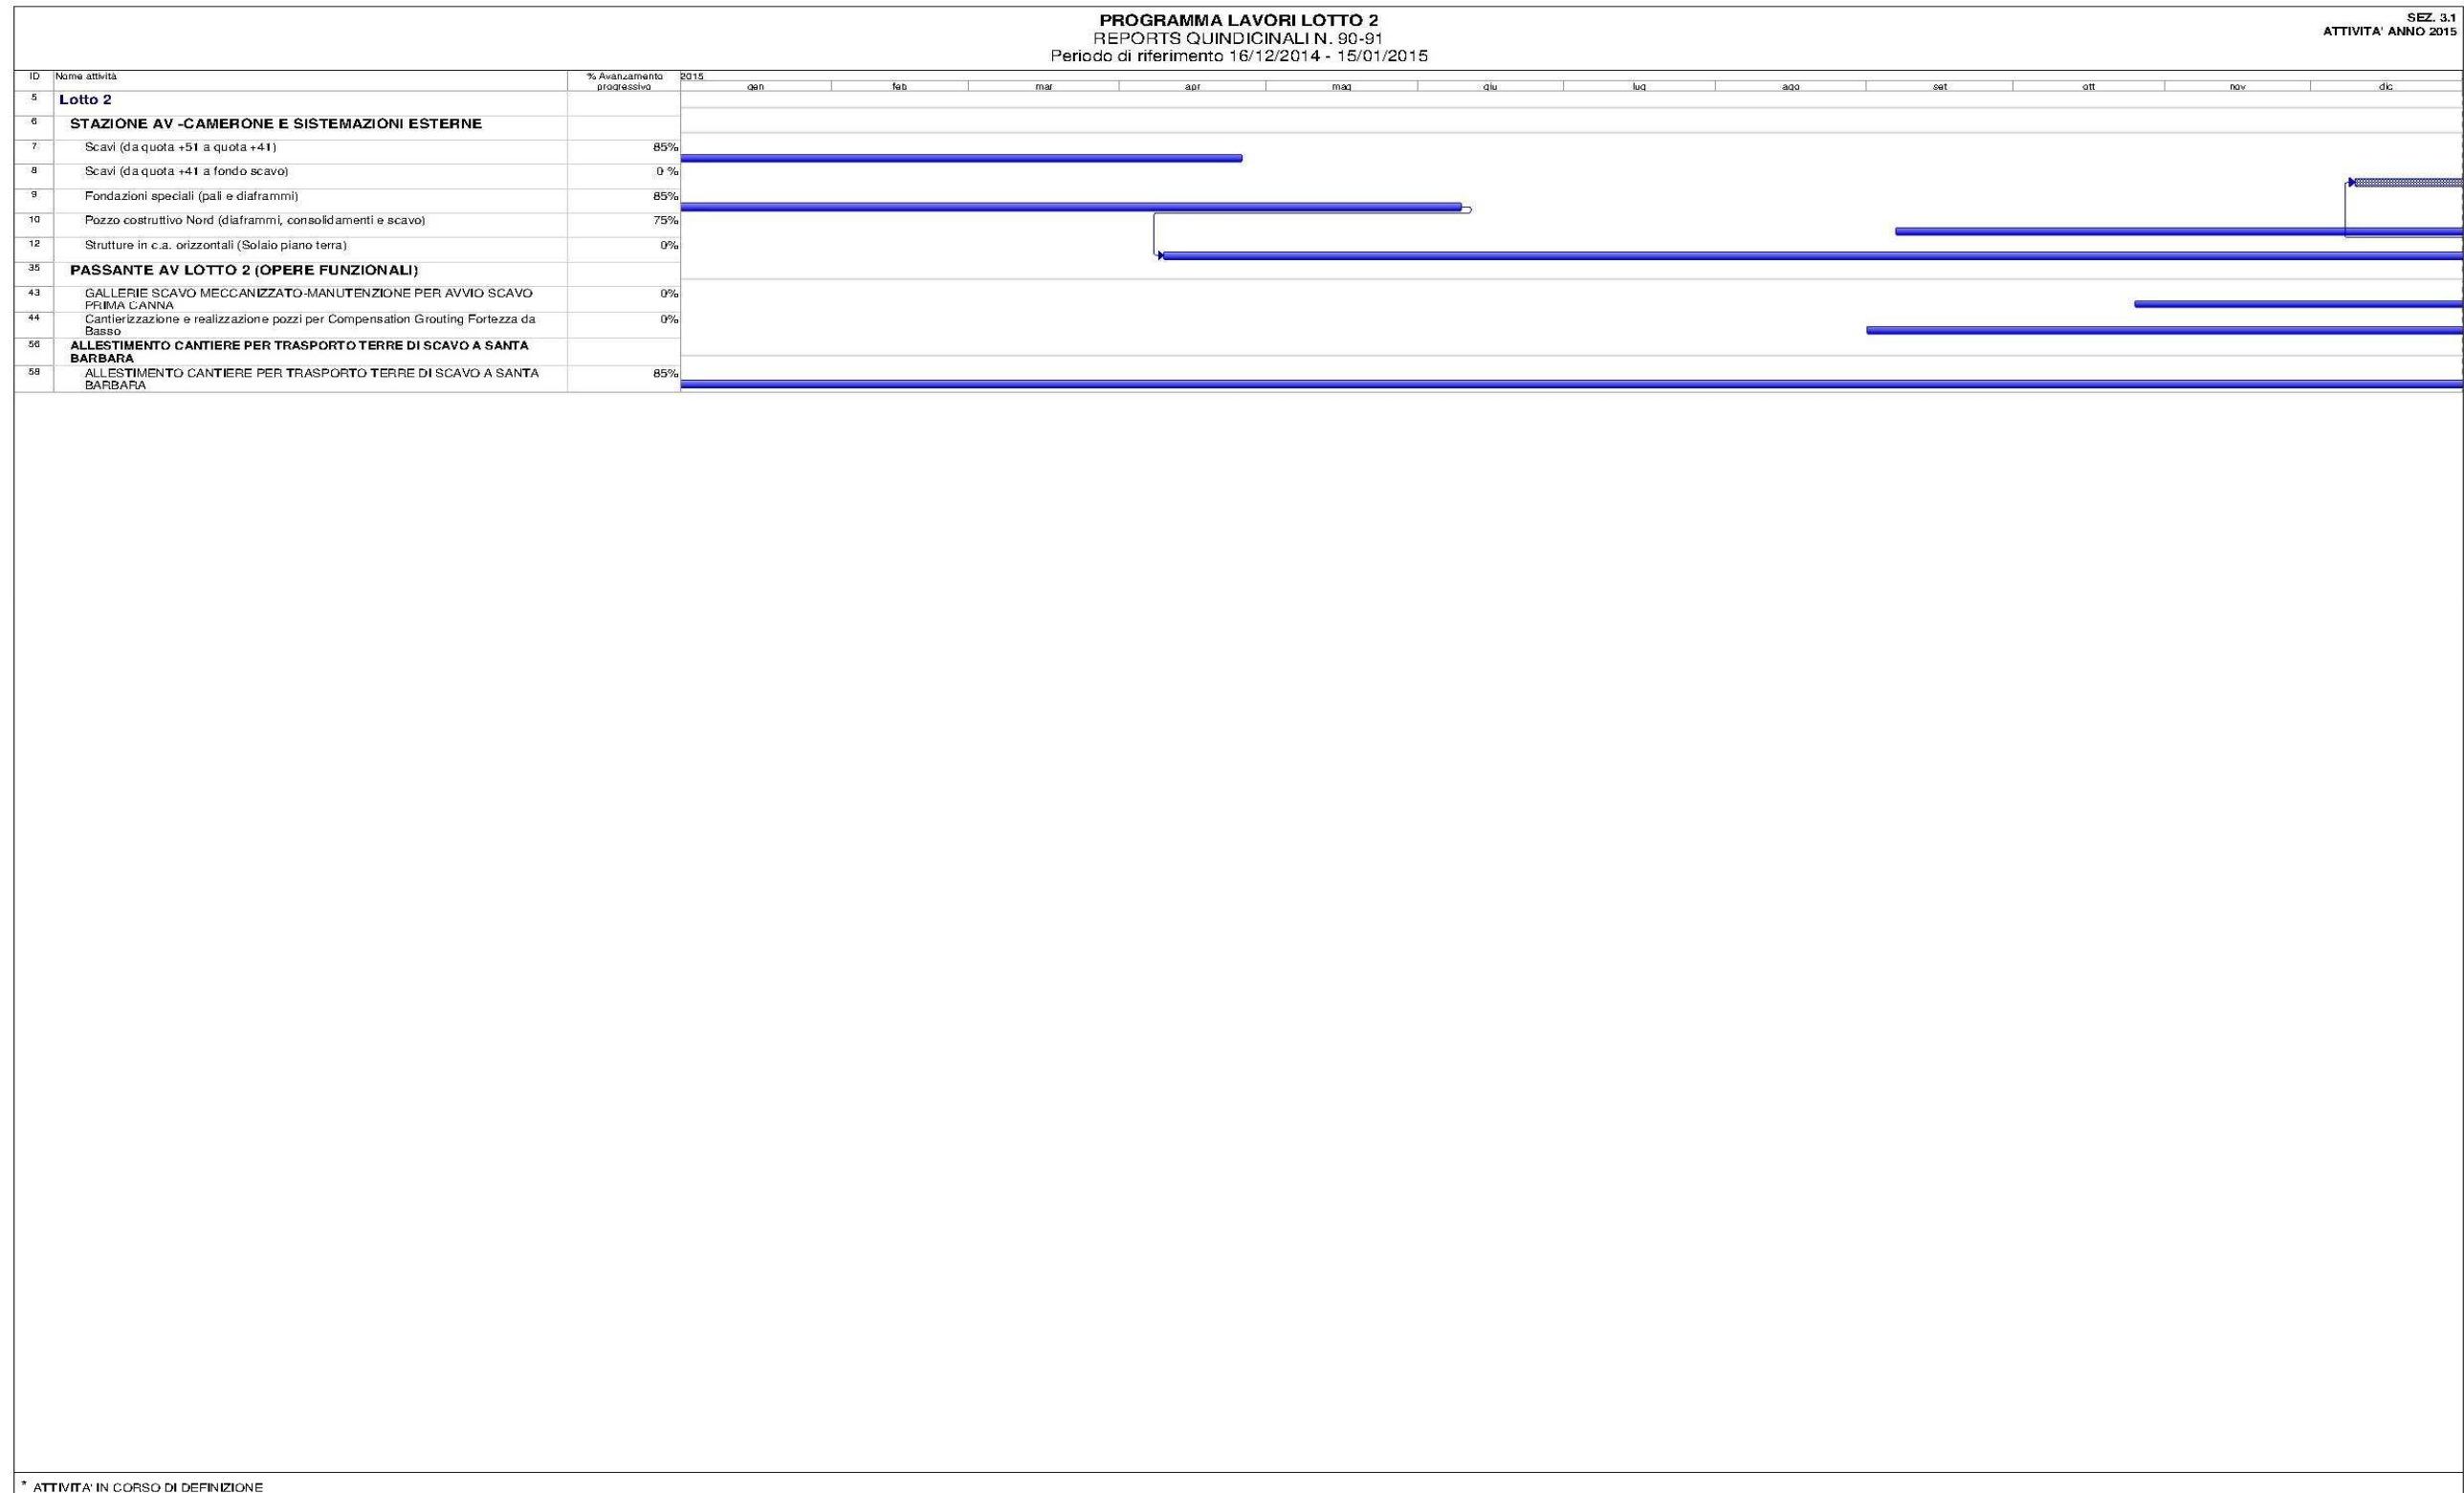 PROGRAMMA LAVORI LOTTO 2
SEZ. 3.1
REPORTS QUINDICINALI N. 90-91
ATTIVITA' ANNO 2015
Periodo di riferimento 16/12/2014 - 15/01/2015
ID Nome attività % Avanzamento progressivo 2015
gen feb mar apr mag giu lug ago set ott nov dic
5 Lotto 2
6 STAZIONE AV -CAMERONE E SISTEMAZIONI ESTERNE
7 Scavi (da quota +51 a quota +41) 85%
8 Scavi (da quota +41 a fondo scavo) 0 %
9 Fondazioni speciali (pali e diaframmi) 85%
10 Pozzo costruttivo Nord (diaframmi, consolidamenti e scavo) 75%
12 Strutture in c.a. orizzontali (Solaio piano terra) 0%
35 PASSANTE AV LOTTO 2 (OPERE FUNZIONALI)
43 GALLERIE SCAVO MECCANIZZATO-MANUTENZIONE PER AVVIO SCAVO 0%
PRIMA CANNA
44 Cantierizzazione e realizzazione pozzi per Compensation Grouting Fortezza da 0%
Basso
56 ALLESTIMENTO CANTIERE PER TRASPORTO TERRE DI SCAVO A SANTA
BARBARA
58 ALLESTIMENTO CANTIERE PER TRASPORTO TERRE DI SCAVO A SANTA 85%
BARBARA
* ATTIVITA' IN CORSO DI DEFINIZIONE